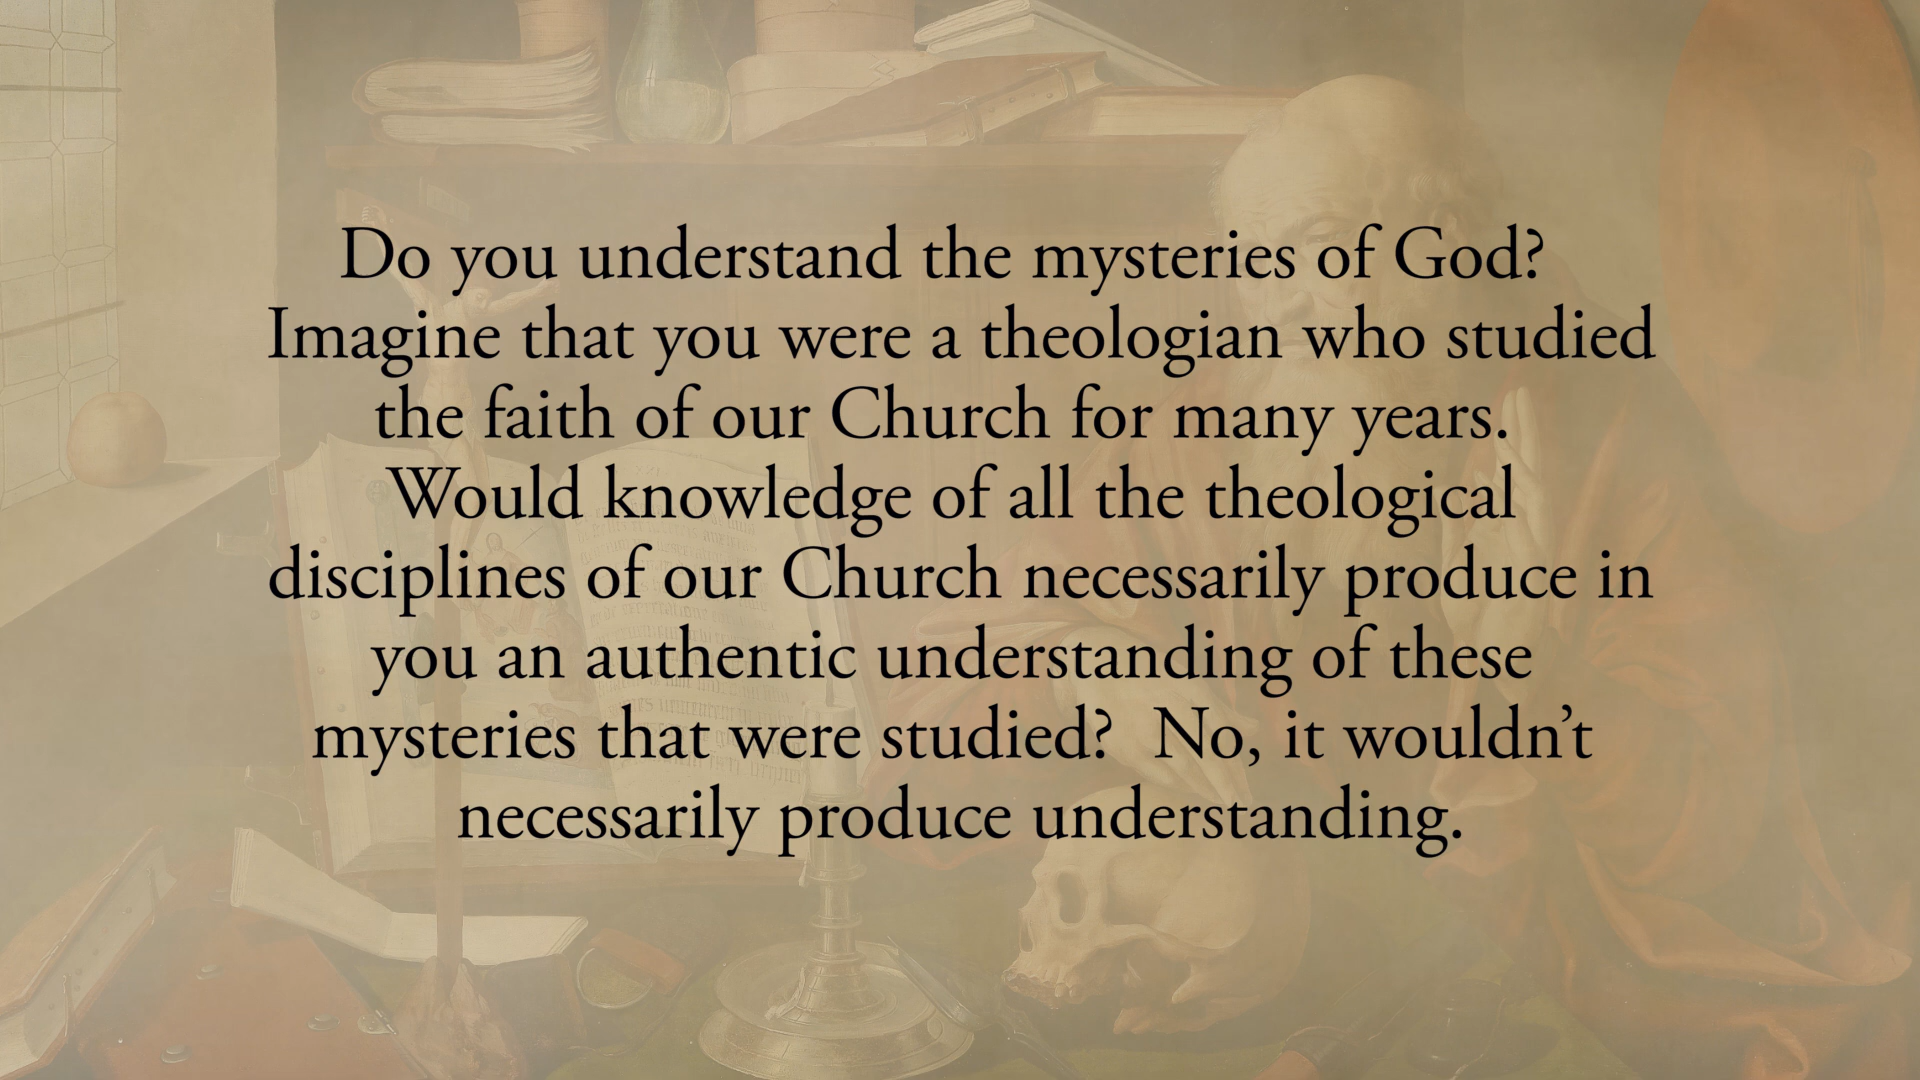 Do you understand the mysteries of God?
Imagine that you were a theologian who studied
the faith of our Church for many years.
Would knowledge of all the theological
disciplines of our Church necessarily produce in
you an authentic understanding of these
mysteries that were studied?  No, it wouldn’t
necessarily produce understanding.